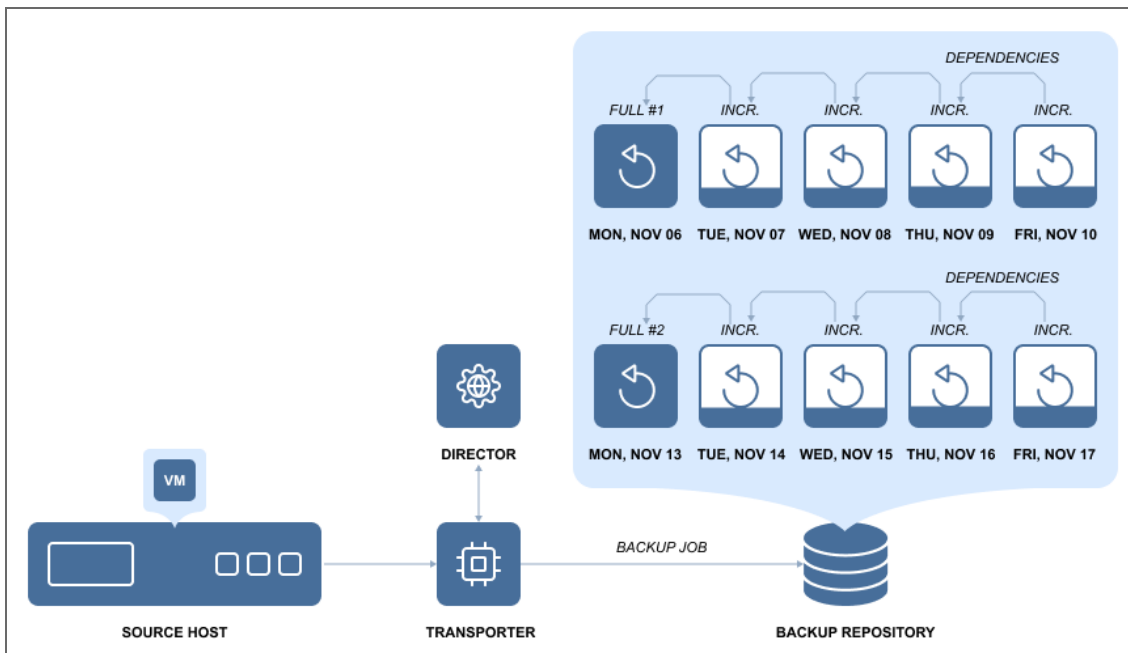 DEPENDENCIES
FULL #1 INCR. INCR. INCR. INCR.
MON, NOV 06 TUE, NOV 07 WED, NOV 08 THU, NOV 09 FRI, NOV 10
DEPENDENCIES
FULL #2 INCR. INCR. INCR. INCR.
MON, NOV 13 TUE, NOV 14 WED, NOV 15 THU, NOV 16 FRI, NOV 17
DIRECTOR
VM
BACKUP JOB
SOURCE HOST TRANSPORTER BACKUP REPOSITORY